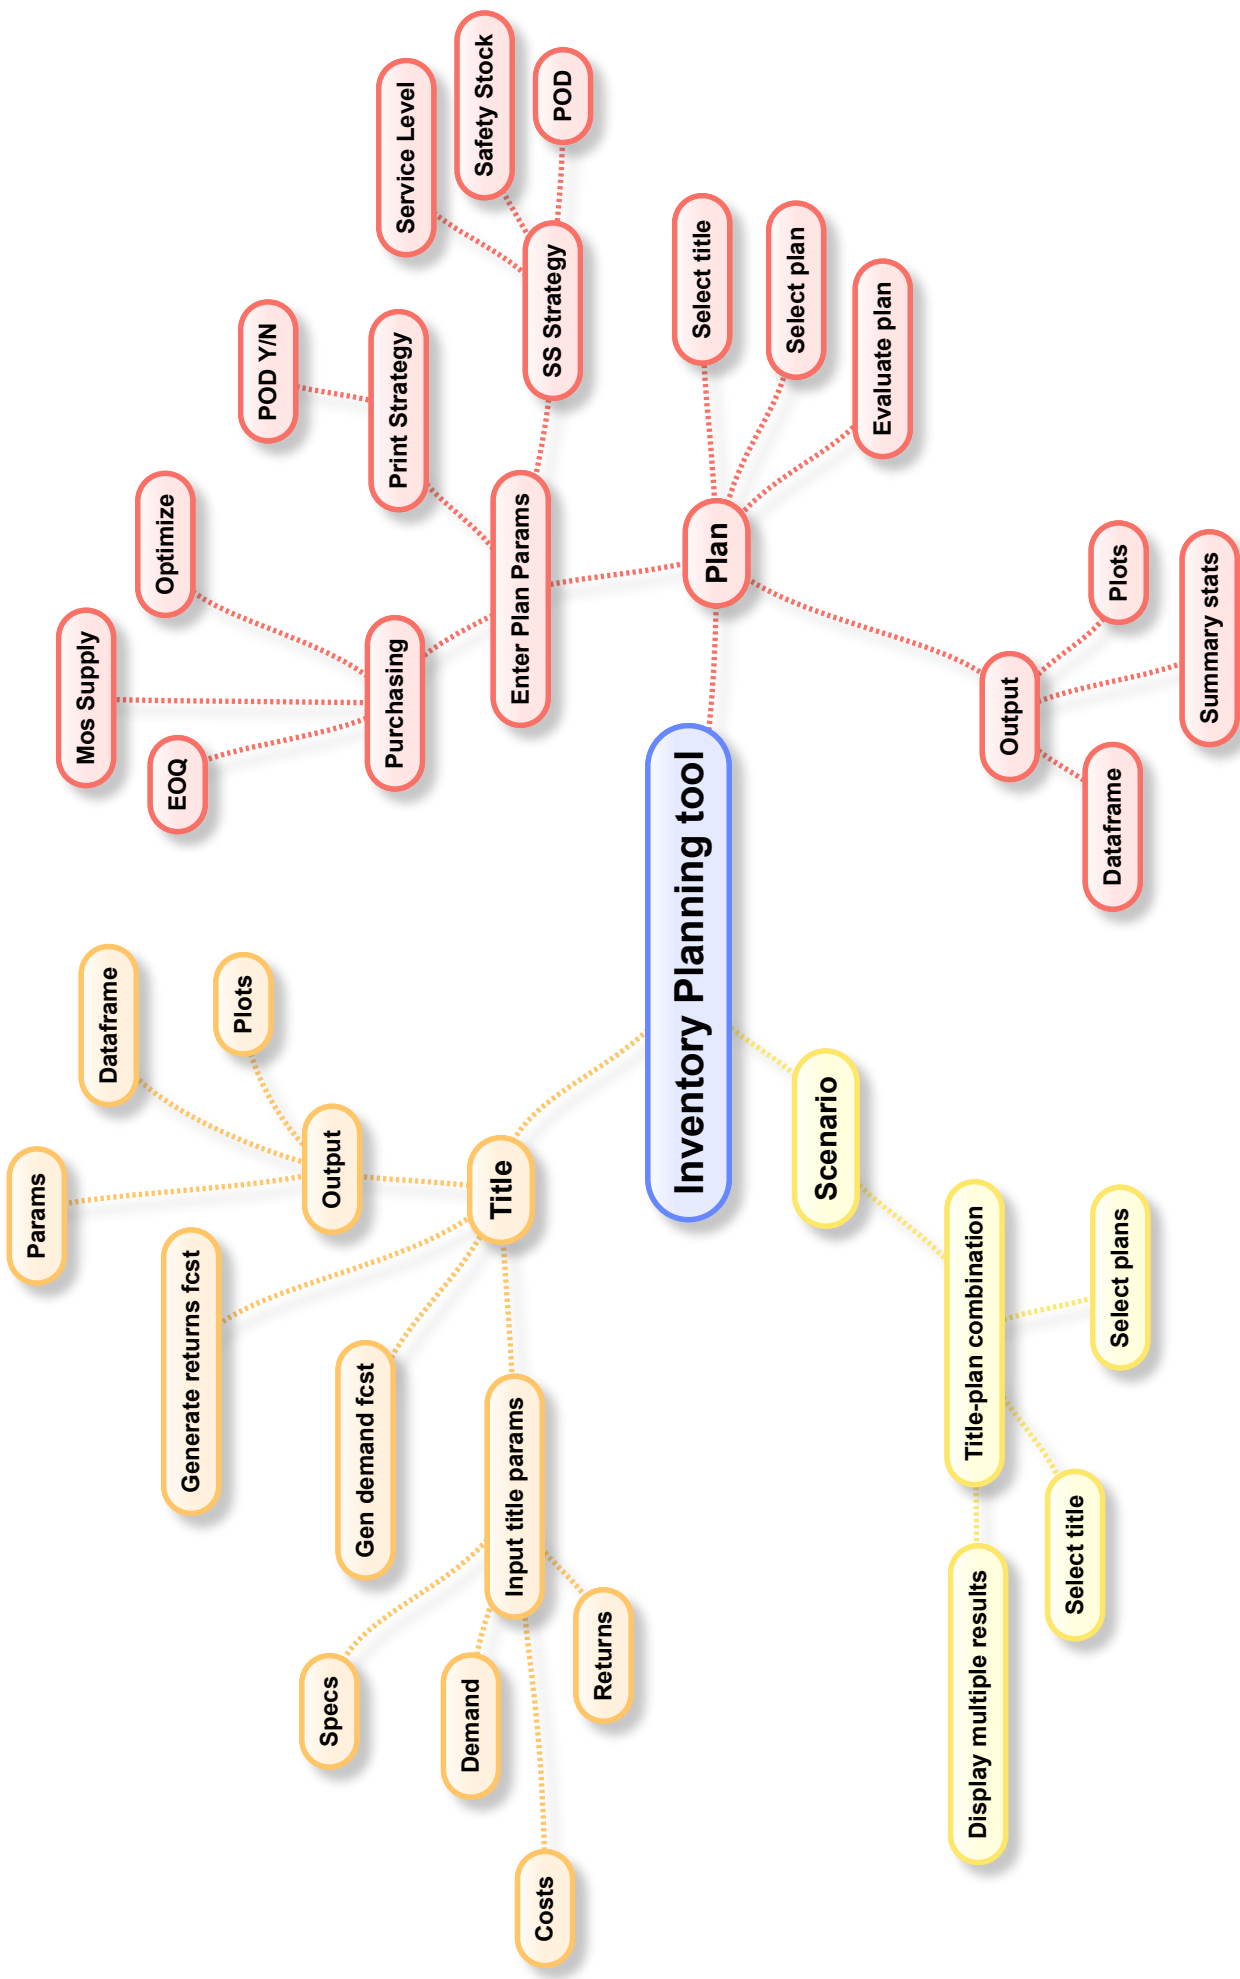 Inventory Planning tool
Title
Output
Params
Dataframe
Plots
Generate returns fcst
Gen demand fcst
Input title params
Specs
Demand
Costs
Returns
Plan
Enter Plan Params
Purchasing
EOQ
Mos Supply
Optimize
Print Strategy
POD Y/N
SS Strategy
Service Level
Safety Stock
POD
Select title
Select plan
Evaluate plan
Output
Dataframe
Summary stats
Plots
Scenario
Title-plan combination
Display multiple results
Select title
Select plans